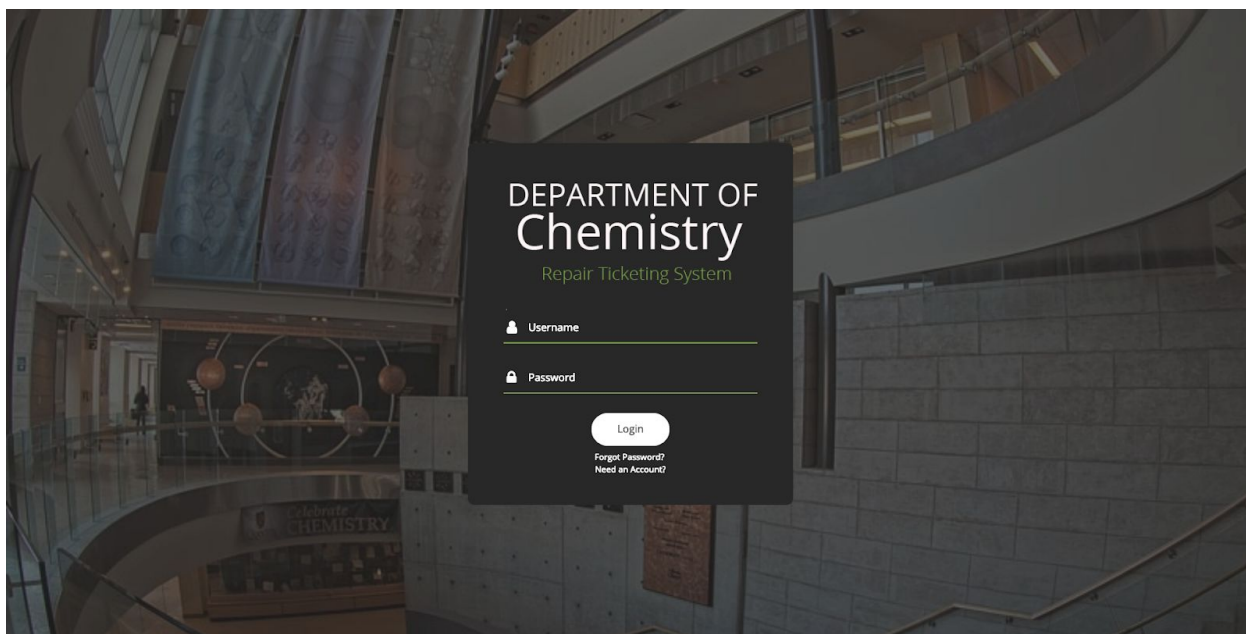 DEPARTMENT OF
Chemistry
Repair Ticketing System
Username
Password
Login
Forgot Password?
Need an Account?
Celebrate
CHEMISTRY